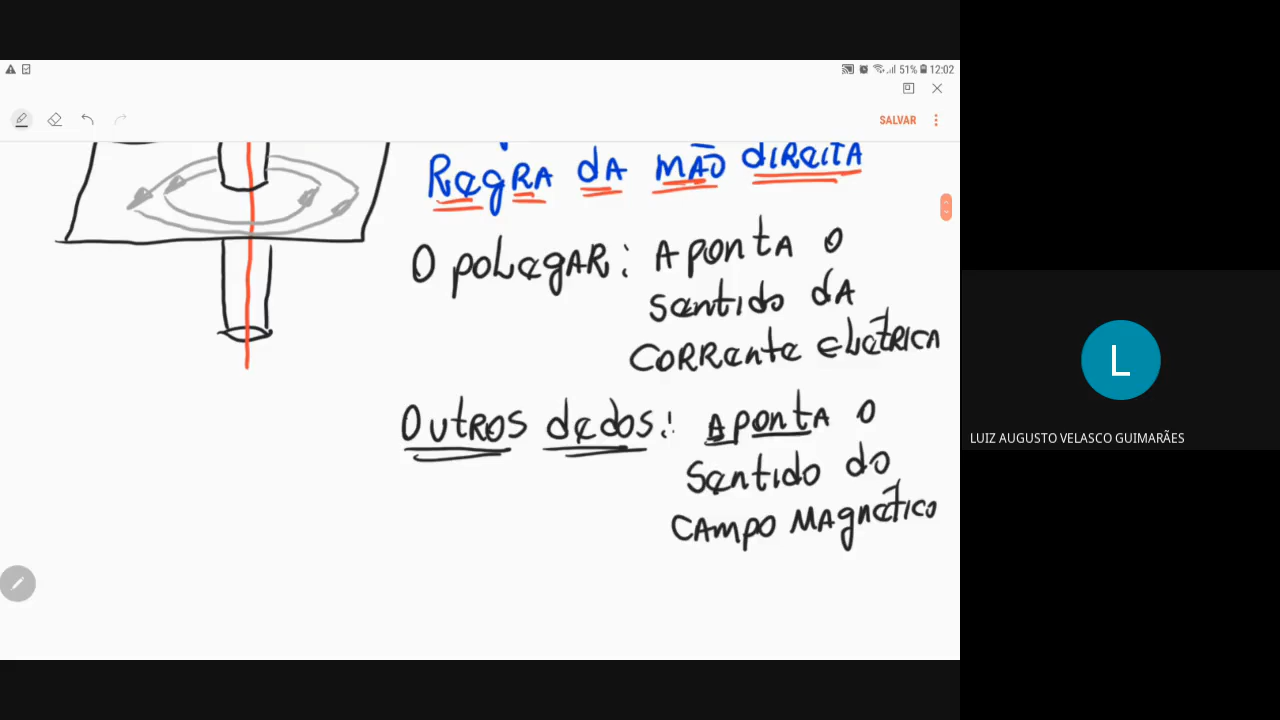 51% 12:02
SALVAR
REGRA DA MÃO DIREITA
O POLEGAR: APONTA O
SENTIDO DA
CORRENTE ELÉTRICA
OUTROS DEDOS: APONTA O
SENTIDO DO
CAMPO MAGNÉTICO
L
LUIZ AUGUSTO VELASCO GUIMARÃES